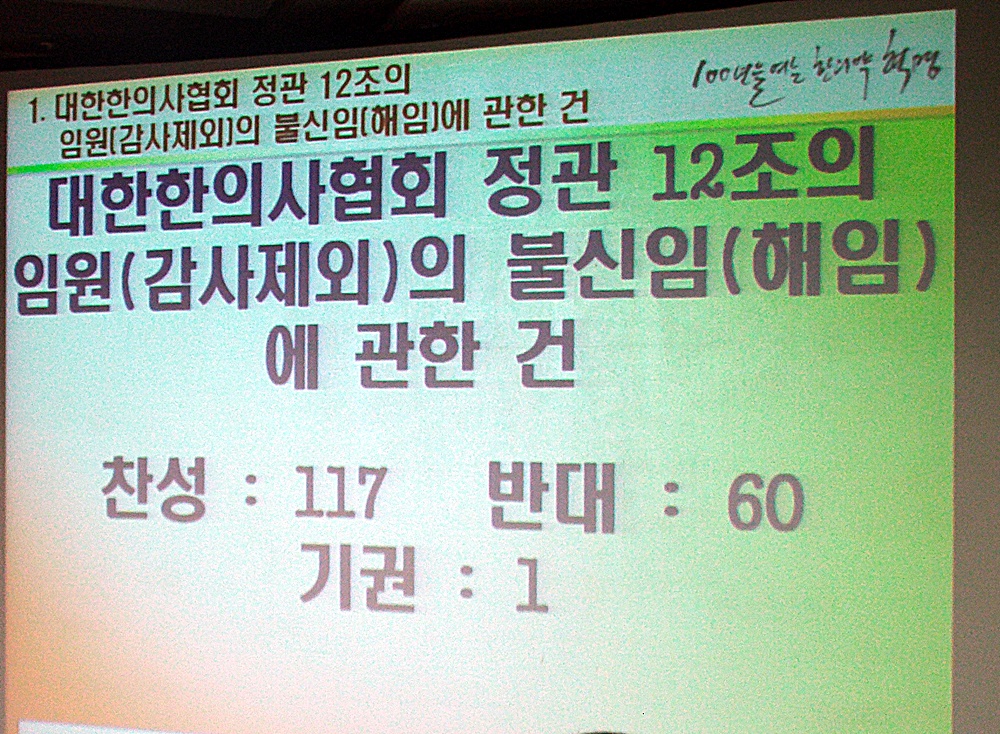 1. 대한한의사협회 정관 12조의
임원(감사제외)의 불신임(해임)에 관한 건
100년을 여는 한의약 혁명
대한한의사협회 정관 12조의
임원(감사제외)의 불신임(해임)
에 관한 건
찬성 : 117 반대 : 60
기권 : 1